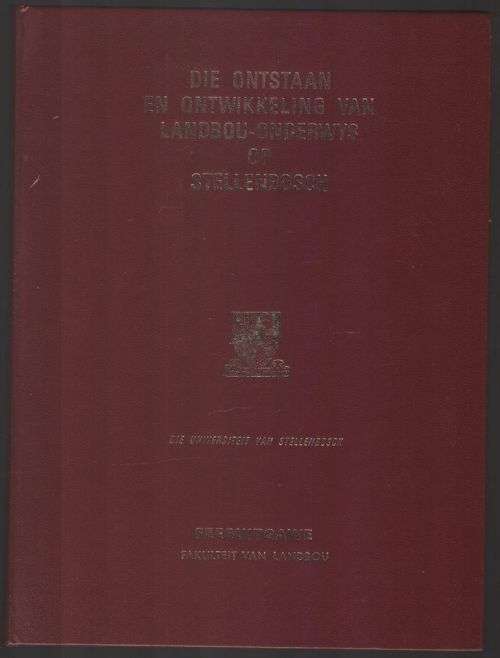 DIE ONTSTAAN
EN ONTWIKKELING VAN
LANDBOU-ONDERWYS
OP
STELLENBOSCH
DIE UNIVERSITEIT VAN STELLENBOSCH
FAKULTEIT VAN LANDBOU